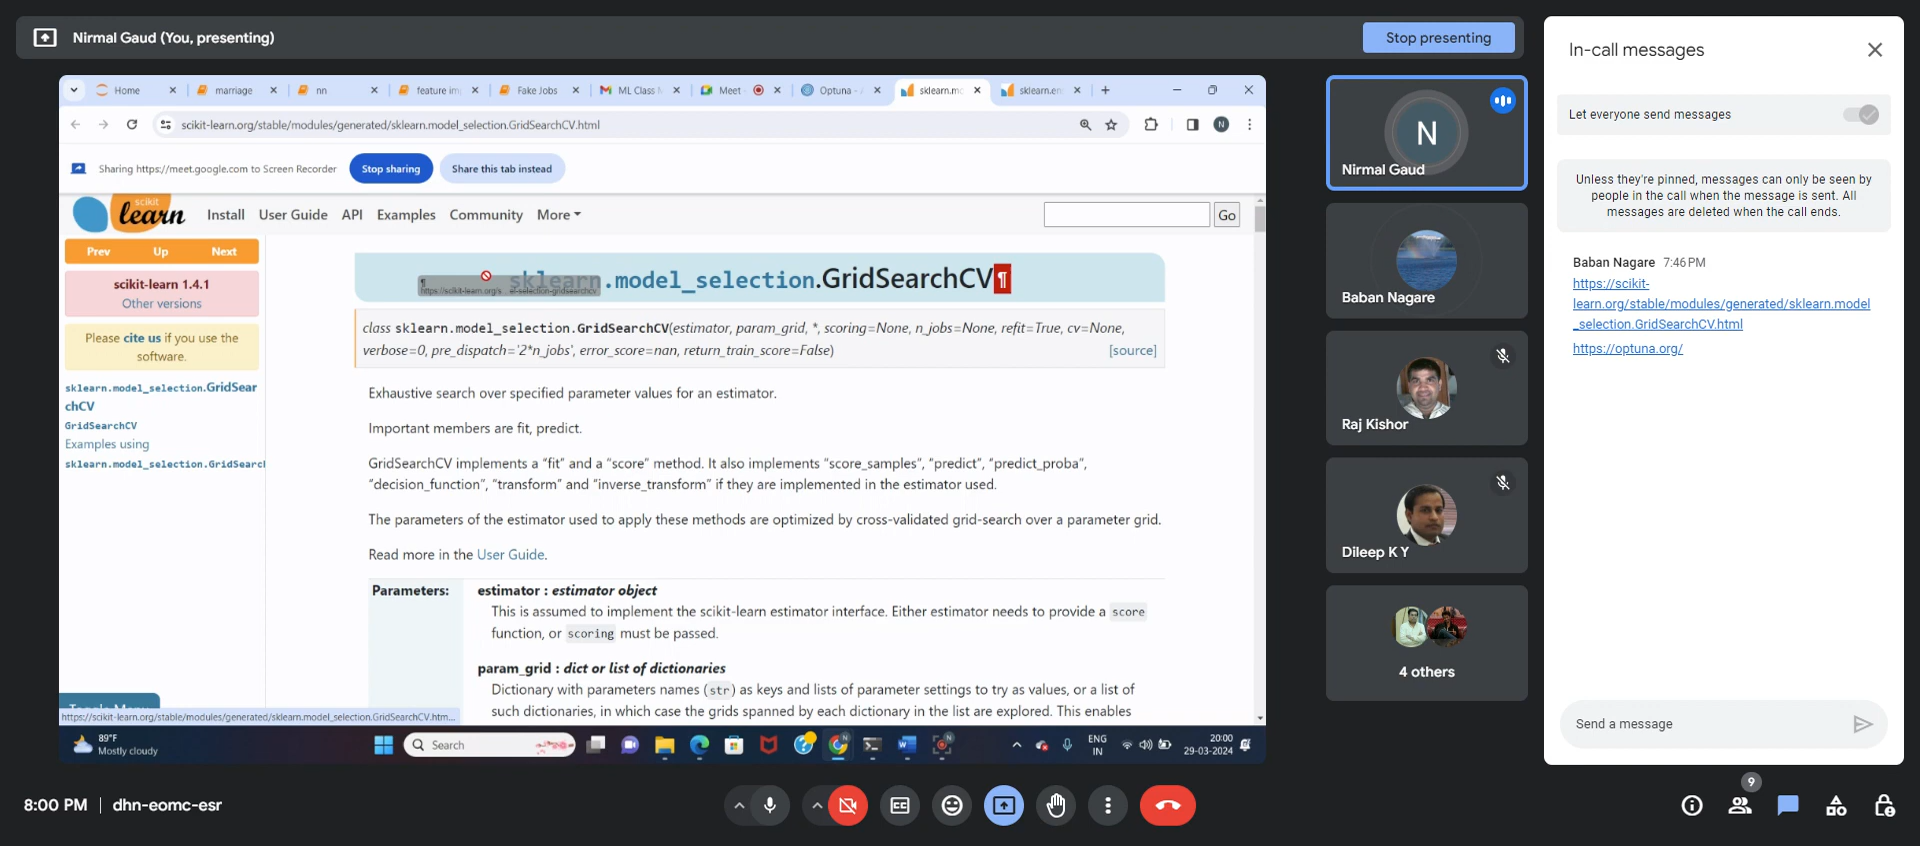 Nirmal Gaud (You, presenting)
Stop presenting
Home
marriage
nn
feature im
Fake Jobs
ML Class
Meet -
Optuna - A
sklearn.mo
sklearn.en
scikit-learn.org/stable/modules/generated/sklearn.model_selection.GridSearchCV.html
N
Sharing https://meet.google.com to Screen Recorder
Stop sharing
Share this tab instead
scikit
learn
Install User Guide API Examples Community More
Go
Prev Up Next
scikit-learn 1.4.1
Other versions
Please cite us if you use the
software.
sklearn.model_selection.GridSear
chCV
GridSearchCV
Examples using
sklearn.model_selection.GridSearch
sklearn.model_selection.GridSearchCV¶
¶
class sklearn.model_selection.GridSearchCV(estimator, param_grid, *, scoring=None, n_jobs=None, refit=True, cv=None,
verbose=0, pre_dispatch='2*n_jobs', error_score=nan, return_train_score=False)
[source]
Exhaustive search over specified parameter values for an estimator.
Important members are fit, predict.
GridSearchCV implements a “fit” and a “score” method. It also implements “score_samples”, “predict”, “predict_proba”,
“decision_function”, “transform” and “inverse_transform” if they are implemented in the estimator used.
The parameters of the estimator used to apply these methods are optimized by cross-validated grid-search over a parameter grid.
Read more in the User Guide.
Parameters:
estimator : estimator object
This is assumed to implement the scikit-learn estimator interface. Either estimator needs to provide a score
function, or scoring must be passed.
param_grid : dict or list of dictionaries
Dictionary with parameters names (str) as keys and lists of parameter settings to try as values, or a list of
such dictionaries, in which case the grids spanned by each dictionary in the list are explored. This enables
https://scikit-learn.org/stable/modules/generated/sklearn.model_selection.GridSearchCV.htm...
89°F
Mostly cloudy
Search
ENG
IN
20:00
29-03-2024
N
Nirmal Gaud
Baban Nagare
Raj Kishor
Dileep K Y
4 others
In-call messages
Let everyone send messages
Unless they're pinned, messages can only be seen by
people in the call when the message is sent. All
messages are deleted when the call ends.
Baban Nagare 7:46 PM
https://scikit-
learn.org/stable/modules/generated/sklearn.model
_selection.GridSearchCV.html
https://optuna.org/
Send a message
8:00 PM | dhn-eomc-esr
9